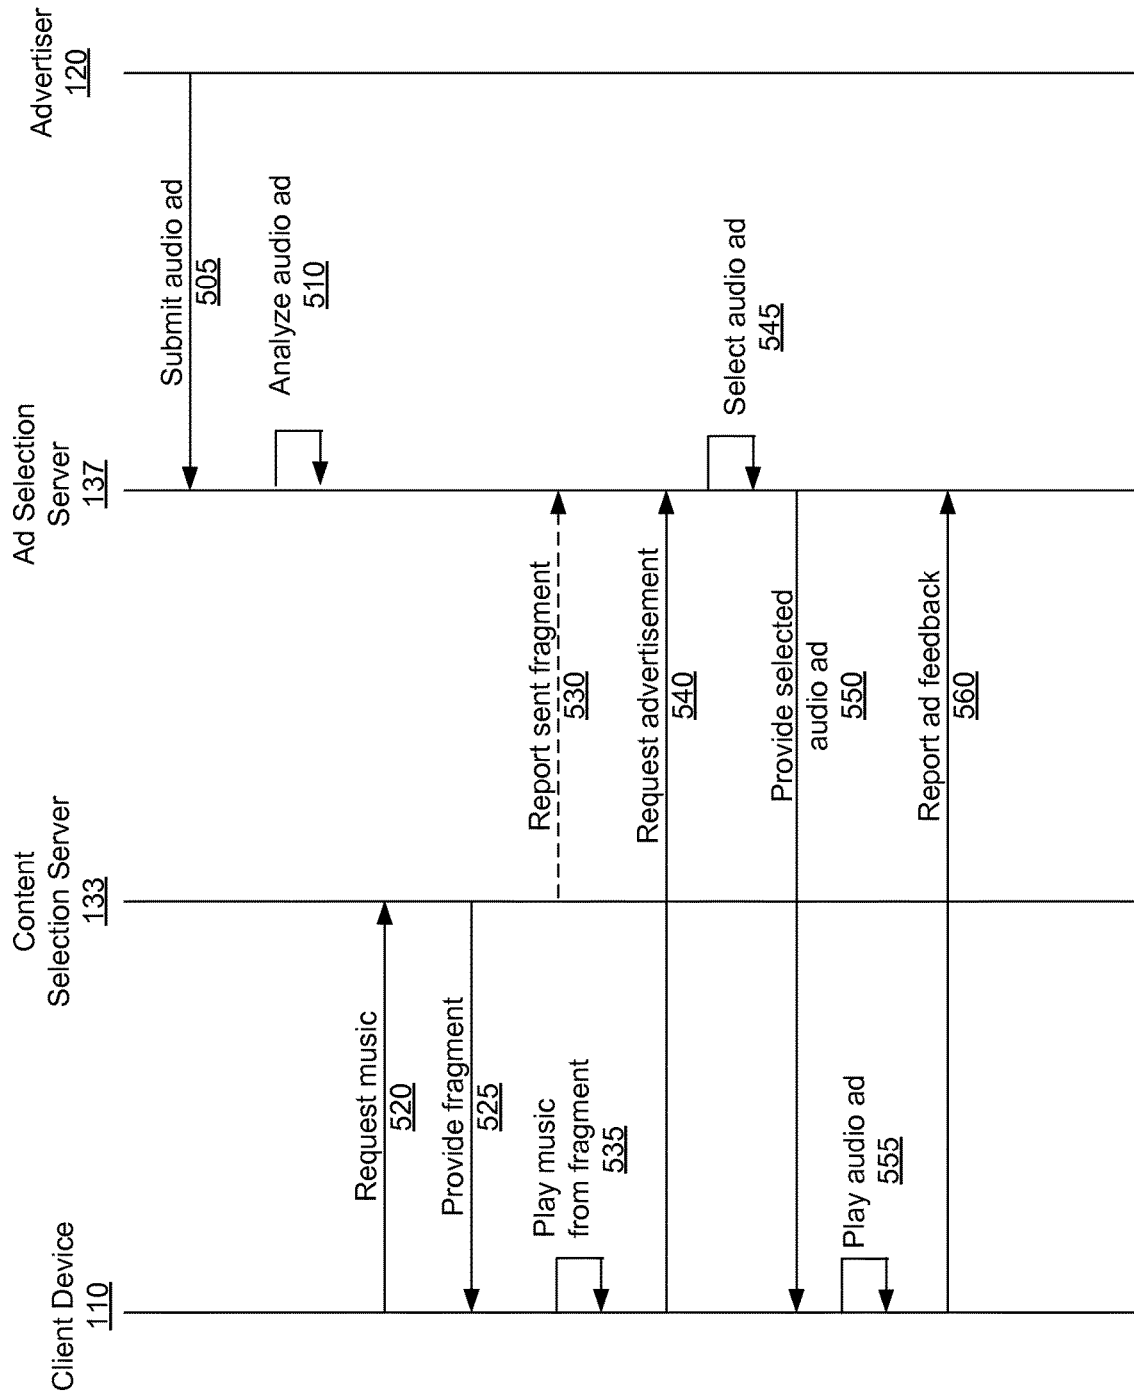 Client Device
110
Content
Selection Server
133
Ad Selection
Server
137
Advertiser
120
Submit audio ad
505
Analyze audio ad
510
Request music
520
Provide fragment
525
Report sent fragment
530
Play music
from fragment
535
Request advertisement
540
Select audio ad
545
Provide selected
audio ad
550
Play audio ad
555
Report ad feedback
560